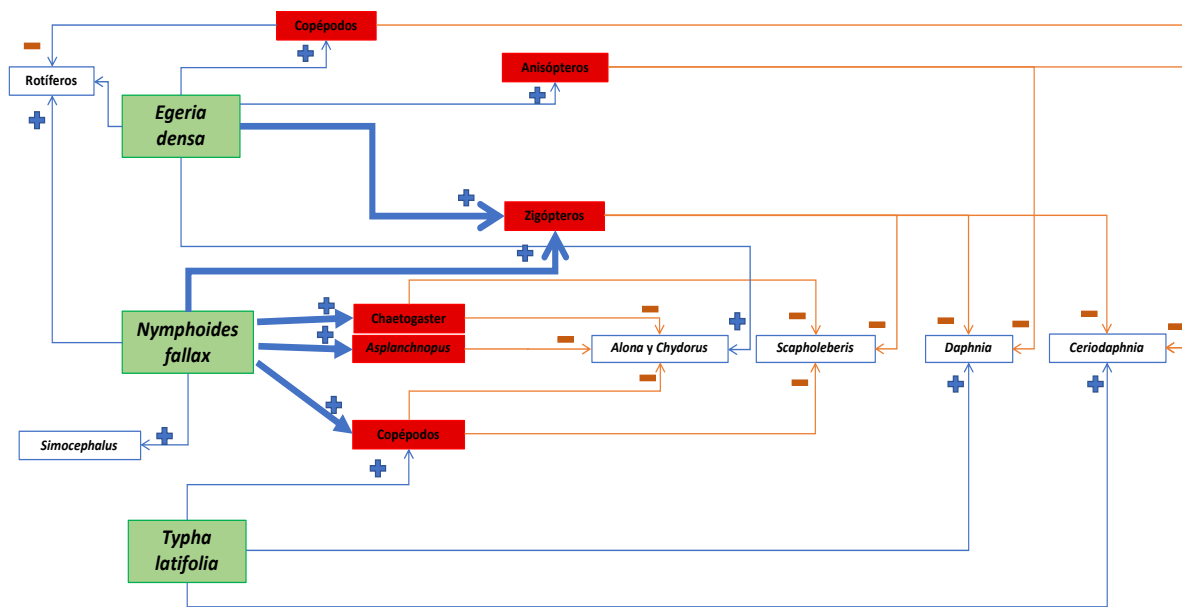 Copépodos
Anisópteros
Rotíferos
Egeria
densa
Zigópteros
Chaetogaster
Nymphoides
fallax
Asplanchnopus
Alona y Chydorus
Scapholeberis
Daphnia
Ceriodaphnia
Copépodos
Simocephalus
Typha
latifolia